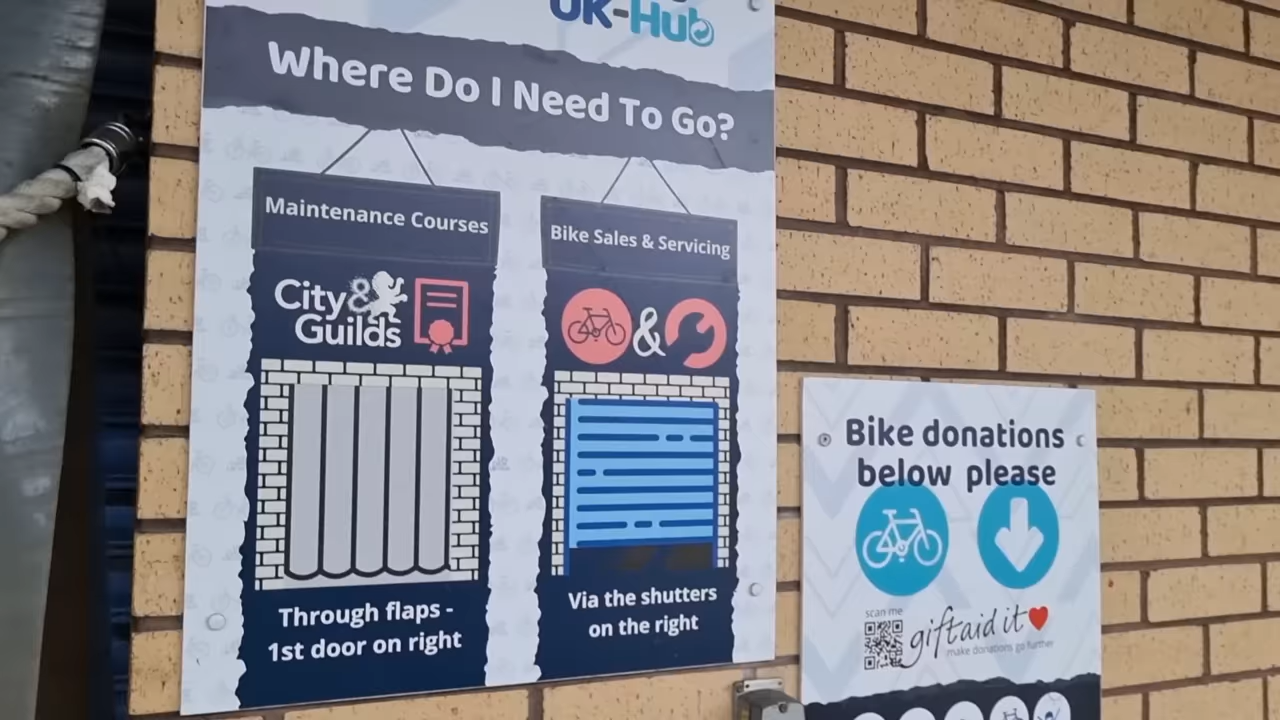 UK-Hub
Where Do I Need To Go?
Maintenance Courses
City&
Guilds
Through flaps -
1st door on right
Bike Sales & Servicing
&
Via the shutters
on the right
Bike donations
below please
scan me
giftaid it
make donations go further